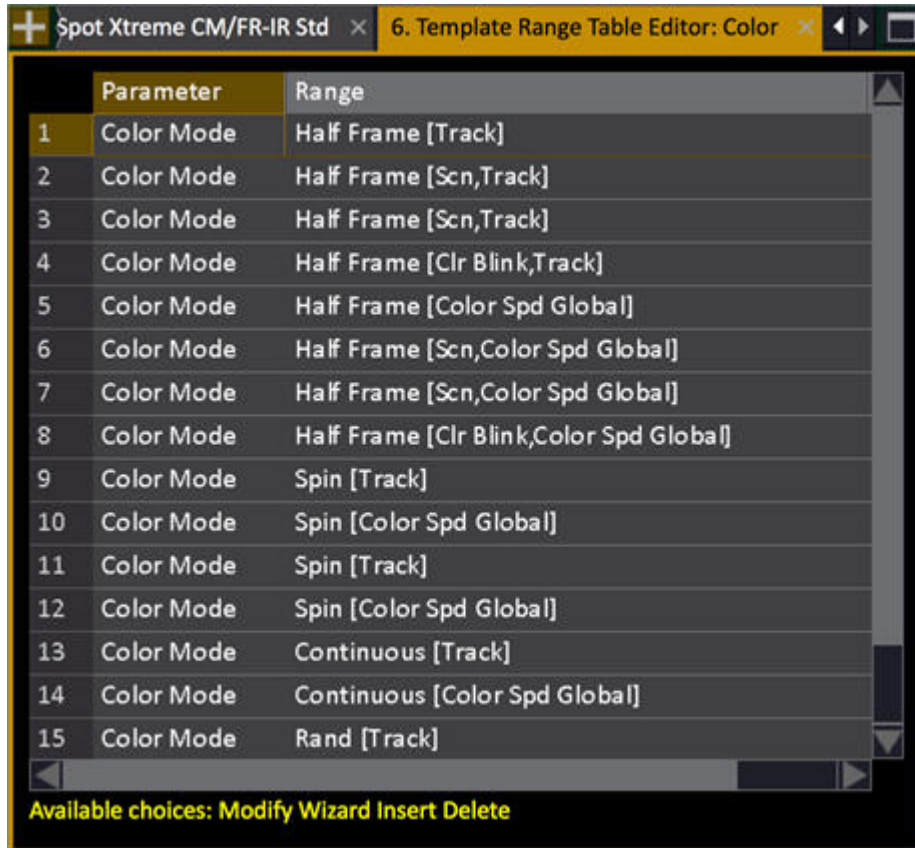 Spot Xtreme CM/FR-IR Std 6. Template Range Table Editor: Color
Parameter Range
1 Color Mode Half Frame [Track]
2 Color Mode Half Frame [Scn,Track]
3 Color Mode Half Frame [Scn,Track]
4 Color Mode Half Frame [Clr Blink,Track]
5 Color Mode Half Frame [Color Spd Global]
6 Color Mode Half Frame [Scn,Color Spd Global]
7 Color Mode Half Frame [Scn,Color Spd Global]
8 Color Mode Half Frame [Clr Blink,Color Spd Global]
9 Color Mode Spin [Track]
10 Color Mode Spin [Color Spd Global]
11 Color Mode Spin [Track]
12 Color Mode Spin [Color Spd Global]
13 Color Mode Continuous [Track]
14 Color Mode Continuous [Color Spd Global]
15 Color Mode Rand [Track]
Available choices: Modify Wizard Insert Delete